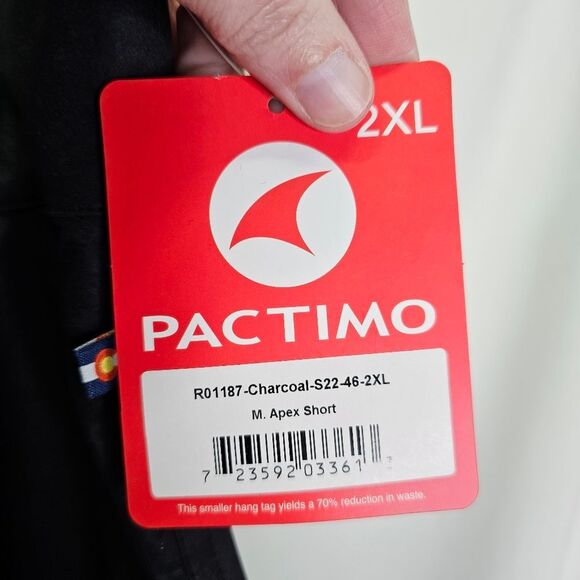 2XL
PACTIMO
R01187-Charcoal-S22-46-2XL
M. Apex Short
7 23592 03361
This smaller hang tag yields a 70% reduction in waste.